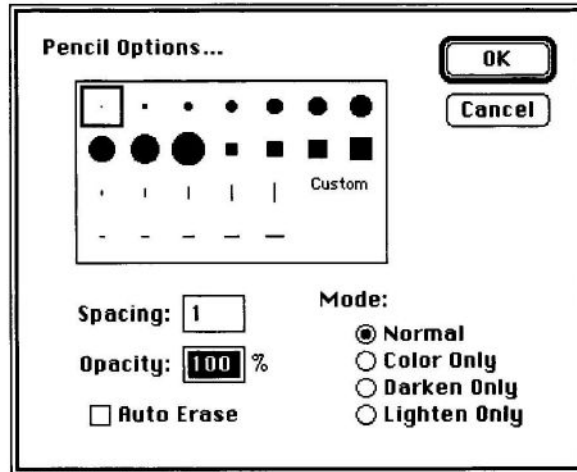 Pencil Options...
OK
Cancel
Custom
Spacing: 1
Opacity: 100 %
Auto Erase
Mode:
Normal
Color Only
Darken Only
Lighten Only